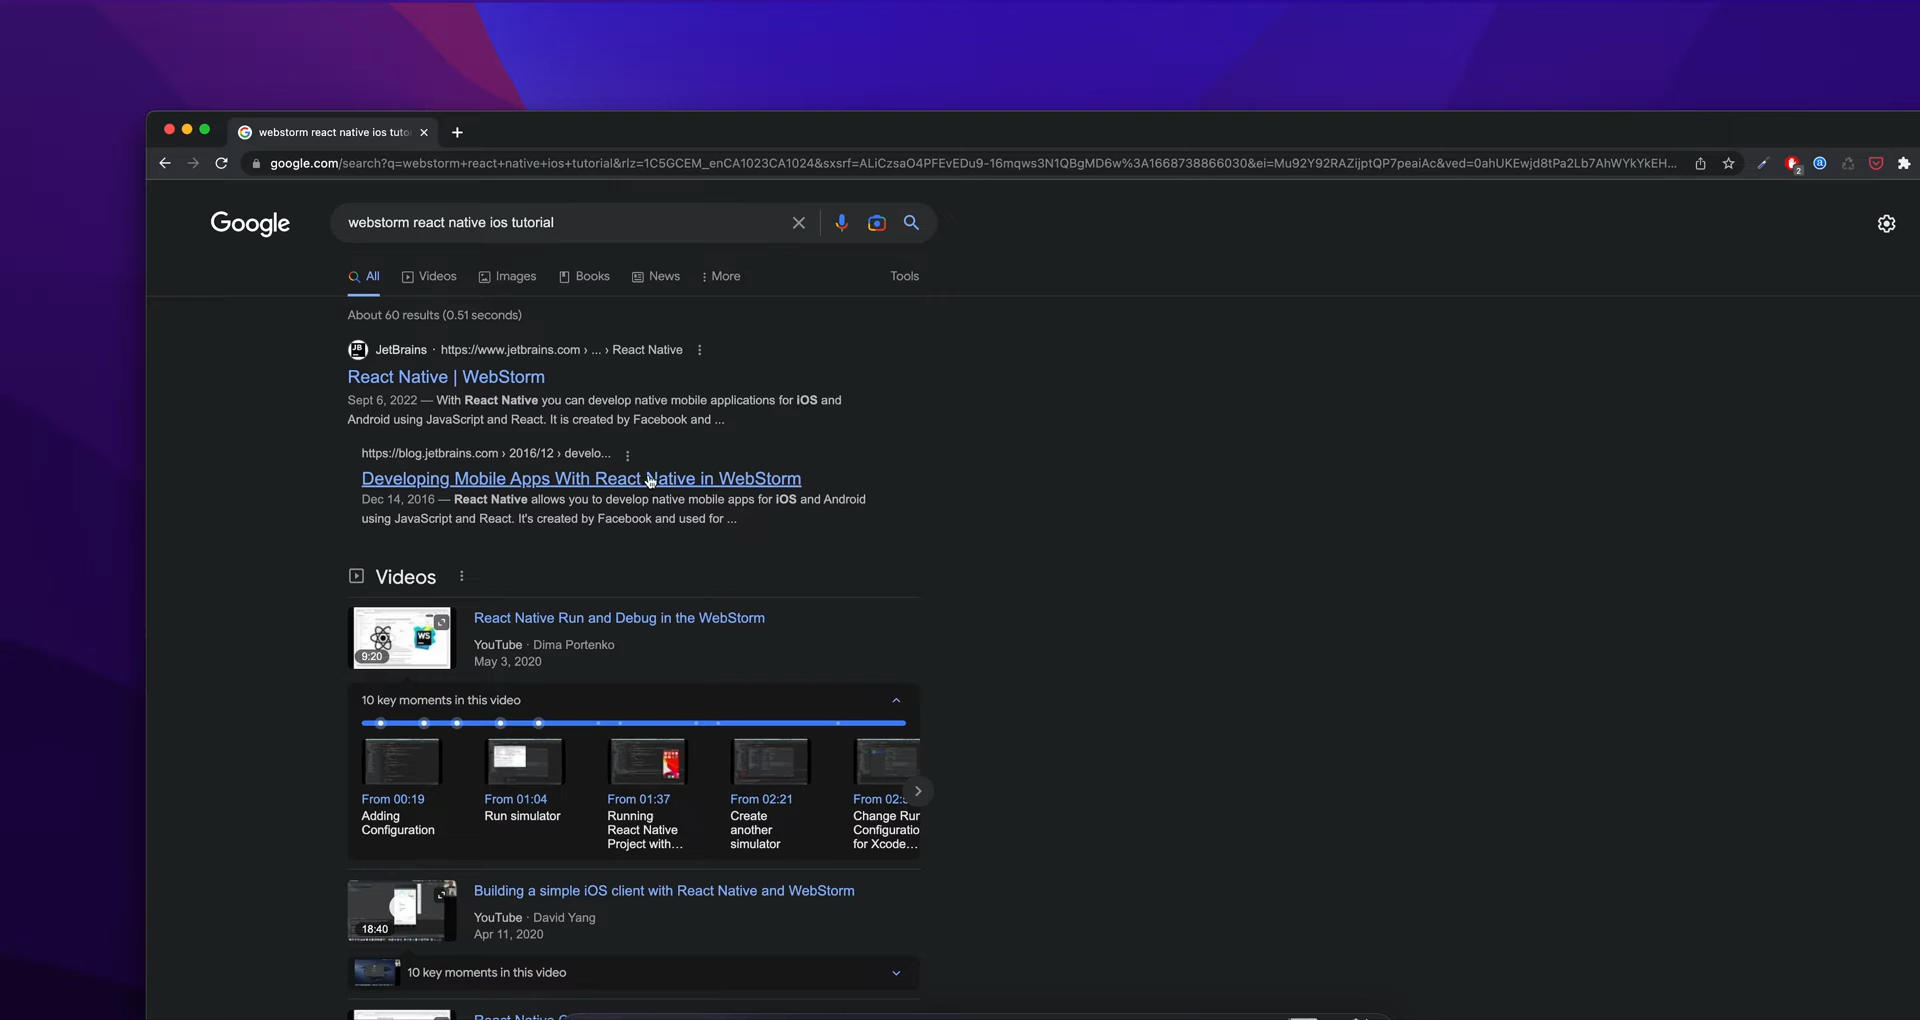 webstorm react native ios tuto
google.com/search?q=webstorm+react+native+ios+tutorial&rlz=1C5GCEM_enCA1023CA1024&sxsrf=ALiCzsaO4PFEvEDu9-16mqws3N1QBgMD6w%3A1668738866030&ei=Mu92Y92RAZijptQP7peaiAc&ved=0ahUKEwjd8tPa2Lb7AhWYkYkEH...
2
Google
webstorm react native ios tutorial
All Videos Images Books News More Tools
About 60 results (0.51 seconds)
JB JetBrains · https://www.jetbrains.com › ... › React Native
React Native | WebStorm
Sept 6, 2022 — With React Native you can develop native mobile applications for iOS and
Android using JavaScript and React. It is created by Facebook and ...
https://blog.jetbrains.com › 2016/12 › develo...
Developing Mobile Apps With React Native in WebStorm
Dec 14, 2016 — React Native allows you to develop native mobile apps for iOS and Android
using JavaScript and React. It's created by Facebook and used for ...
Videos
React Native Run and Debug in the WebStorm
WS
YouTube · Dima Portenko
9:20
May 3, 2020
10 key moments in this video
From 00:19
Adding
Configuration
From 01:04
Run simulator
From 01:37
Running
React Native
Project with...
From 02:21
Create
another
simulator
From 02:
Change Run
Configuratio
for Xcode...
Building a simple iOS client with React Native and WebStorm
YouTube · David Yang
18:40
Apr 11, 2020
10 key moments in this video
React Native